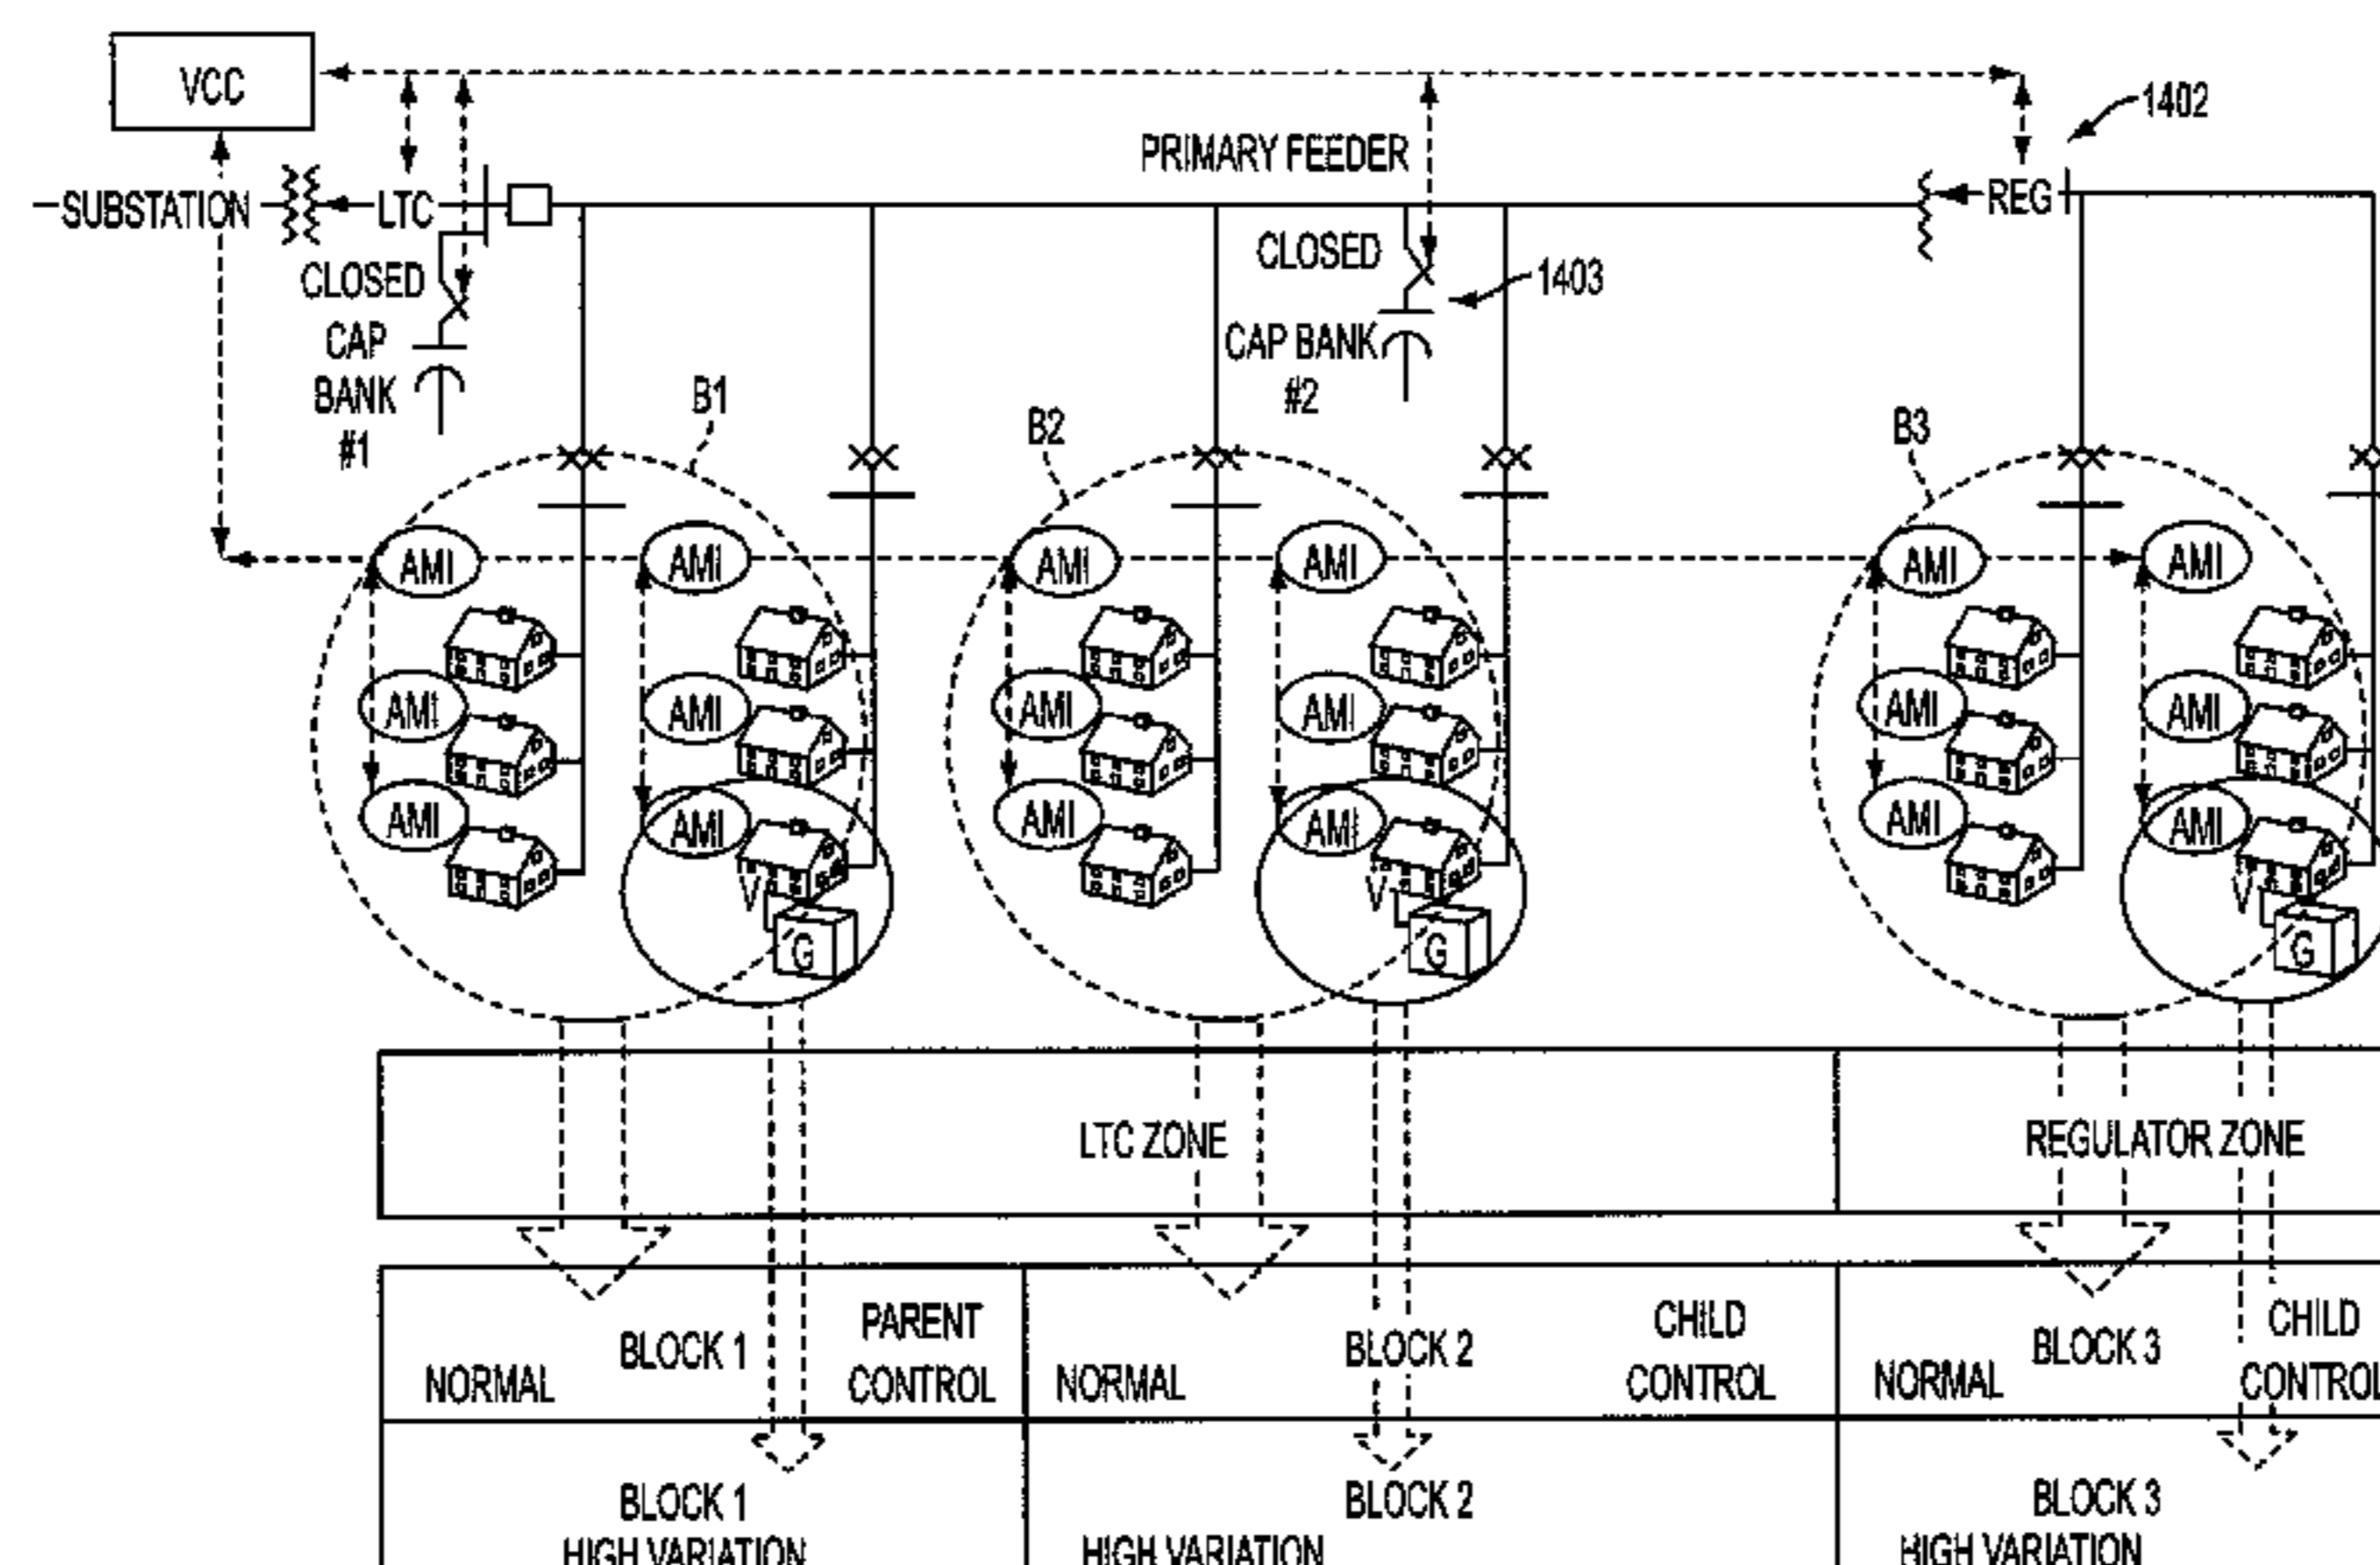 VCC
1402
PRIMARY FEEDER
SUBSTATION
LTC
REG
CLOSED
CLOSED
1403
CAP
BANK
#1
CAP BANK
#2
B1
B2
B3
AMI AMI AMI AMI AMI AMI
AMI AMI AMI AMI AMI AMI
AMI AMI AMI AMI AMI AMI
V V V
G G G
LTC ZONE
REGULATOR ZONE
BLOCK 1
PARENT
CONTROL
NORMAL
BLOCK 2
CHILD
CONTROL
NORMAL
BLOCK 3
CHILD
CONTROL
NORMAL
BLOCK 1
HIGH VARIATION
BLOCK 2
HIGH VARIATION
BLOCK 3
HIGH VARIATION